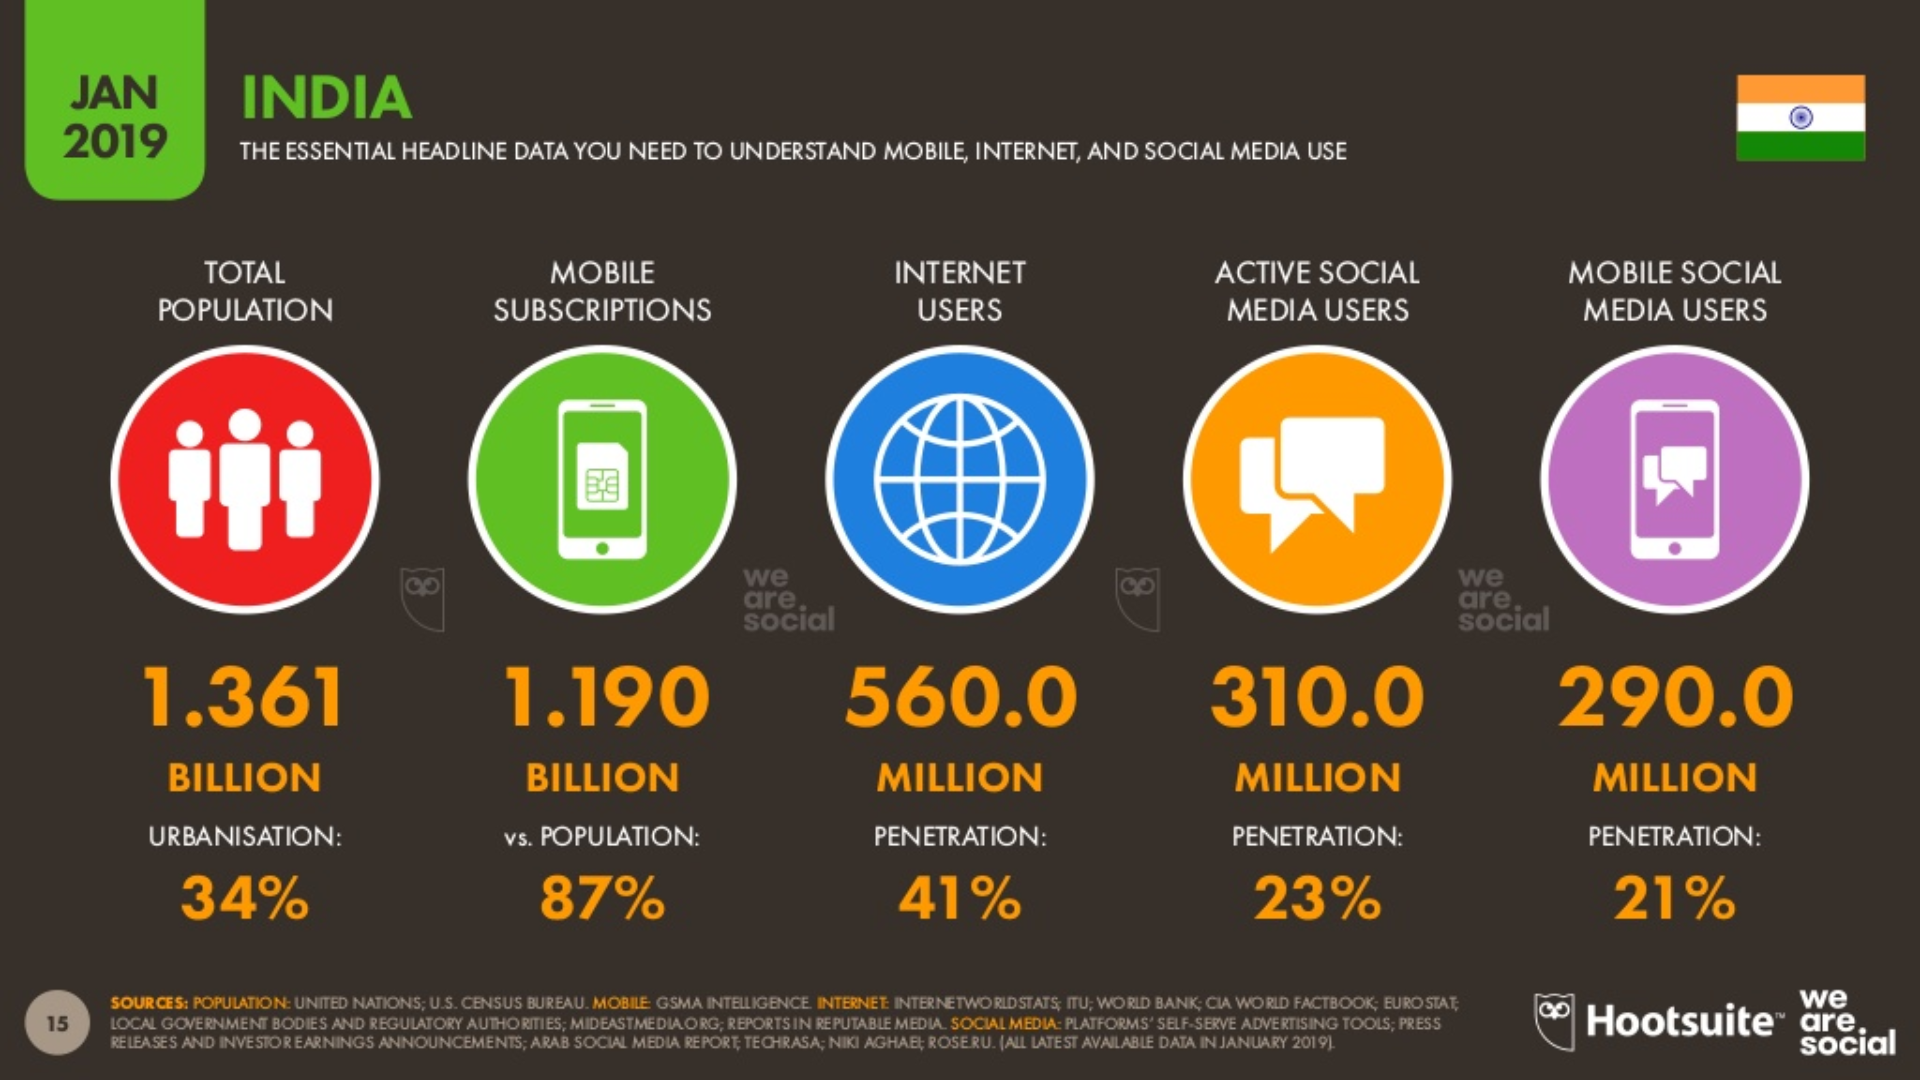 JAN
2019
INDIA
THE ESSENTIAL HEADLINE DATA YOU NEED TO UNDERSTAND MOBILE, INTERNET, AND SOCIAL MEDIA USE
TOTAL
POPULATION
MOBILE
SUBSCRIPTIONS
INTERNET
USERS
ACTIVE SOCIAL
MEDIA USERS
MOBILE SOCIAL
MEDIA USERS
we
are.
social
we
are.
social
1.361
BILLION
URBANISATION:
34%
1.190
BILLION
vs. POPULATION:
87%
560.0
MILLION
PENETRATION:
41%
310.0
MILLION
PENETRATION:
23%
290.0
MILLION
PENETRATION:
21%
15
SOURCES: POPULATION: UNITED NATIONS; U.S. CENSUS BUREAU. MOBILE: GSMA INTELLIGENCE. INTERNET: INTERNETWORLDSTATS; ITU; WORLD BANK; CIA WORLD FACTBOOK; EUROSTAT;
LOCAL GOVERNMENT BODIES AND REGULATORY AUTHORITIES; MIDEASTMEDIA.ORG; REPORTS IN REPUTABLE MEDIA. SOCIAL MEDIA: PLATFORMS' SELF-SERVE ADVERTISING TOOLS; PRESS
RELEASES AND INVESTOR EARNINGS ANNOUNCEMENTS; ARAB SOCIAL MEDIA REPORT; TECHRASA; NIKI AGHAEI; ROSE.RU. (ALL LATEST AVAILABLE DATA IN JANUARY 2019).
Hootsuite™
we
are.
social